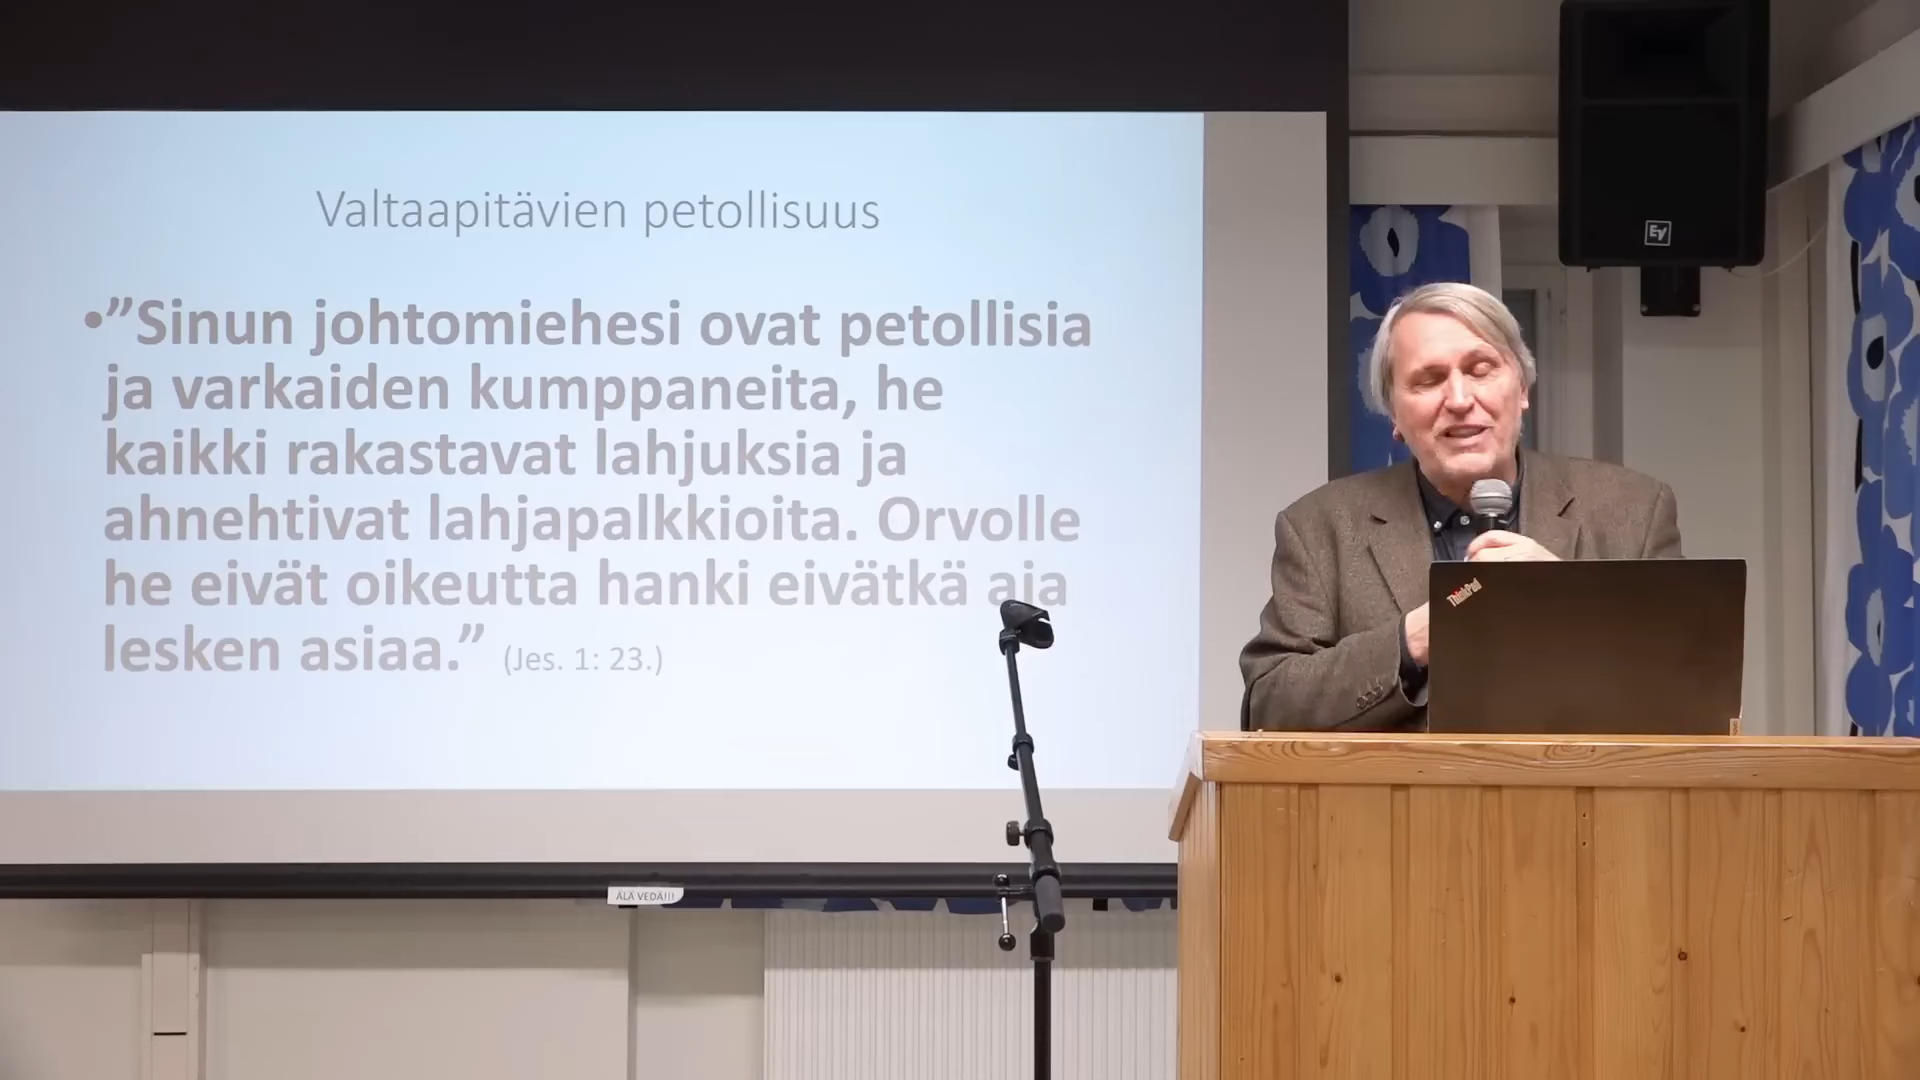 Valtaapitävien petollisuus
•”Sinun johtomiehesi ovat petollisia
ja varkaiden kumppaneita, he
kaikki rakastavat lahjuksia ja
ahnehtivat lahjapalkkioita. Orvolle
he eivät oikeutta hanki eivätkä aja
lesken asiaa.” (Jes. 1: 23.)
ÄLÄ VEDÄ!!!
EV
ThinkPad